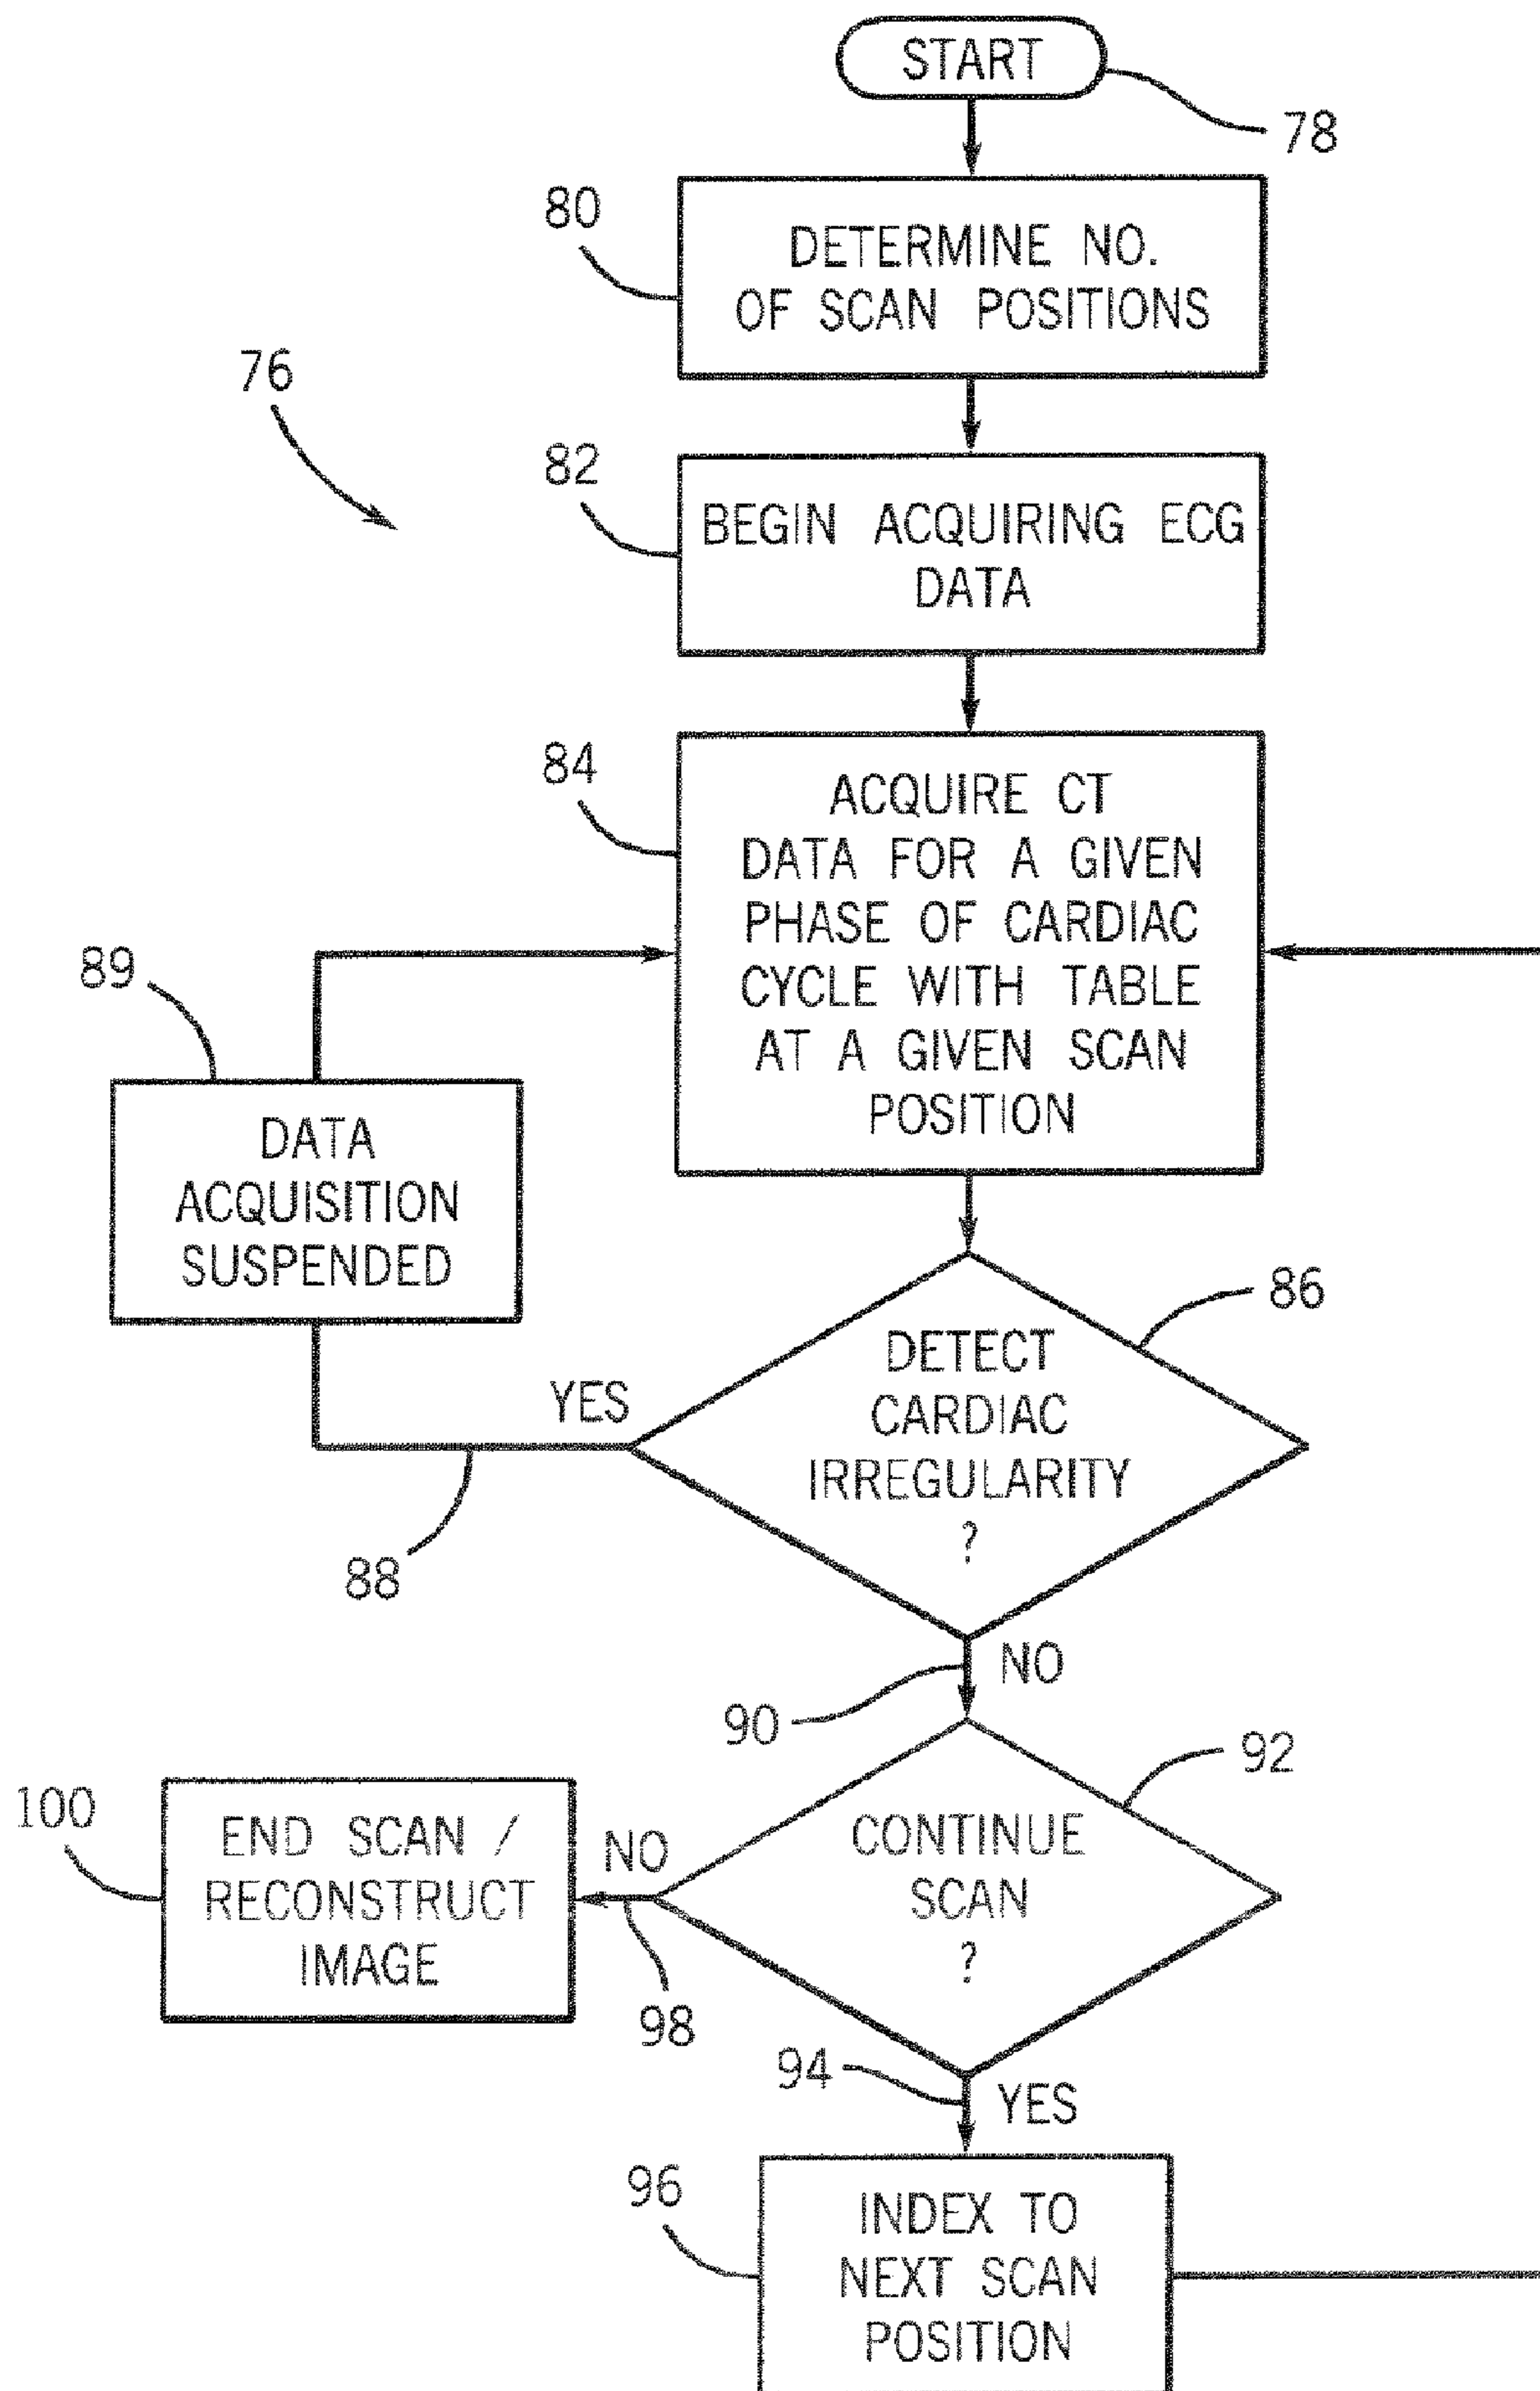 START
78
80
DETERMINE NO.
OF SCAN POSITIONS
76
82
BEGIN ACQUIRING ECG
DATA
84
ACQUIRE CT
DATA FOR A GIVEN
PHASE OF CARDIAC
CYCLE WITH TABLE
AT A GIVEN SCAN
POSITION
89
DATA
ACQUISITION
SUSPENDED
86
DETECT
CARDIAC
IRREGULARITY
?
YES
88
NO
90
92
CONTINUE
SCAN
?
100
END SCAN /
RECONSTRUCT
IMAGE
NO
98
94
YES
96
INDEX TO
NEXT SCAN
POSITION